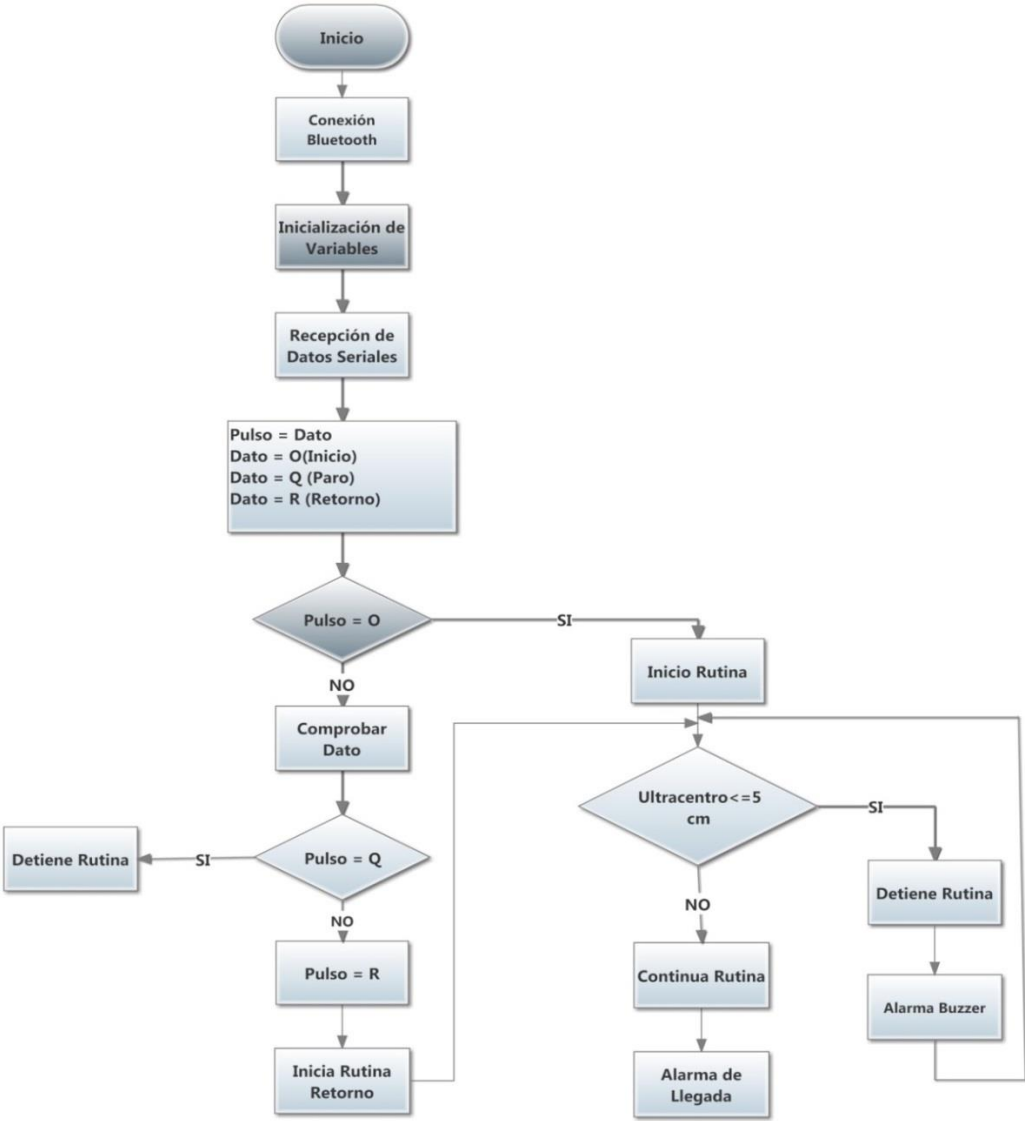 Inicio
Conexión
Bluetooth
Inicialización de
Variables
Recepción de
Datos Seriales
Pulso = Dato
Dato = O(Inicio)
Dato = Q (Paro)
Dato = R (Retorno)
Pulso = O
SI
Inicio Rutina
NO
Comprobar
Dato
Ultracentro<=5
cm
SI
Pulso = Q
SI
Detiene Rutina
Detiene Rutina
NO
NO
Pulso = R
Continua Rutina
Alarma Buzzer
Inicia Rutina
Retorno
Alarma de
Llegada